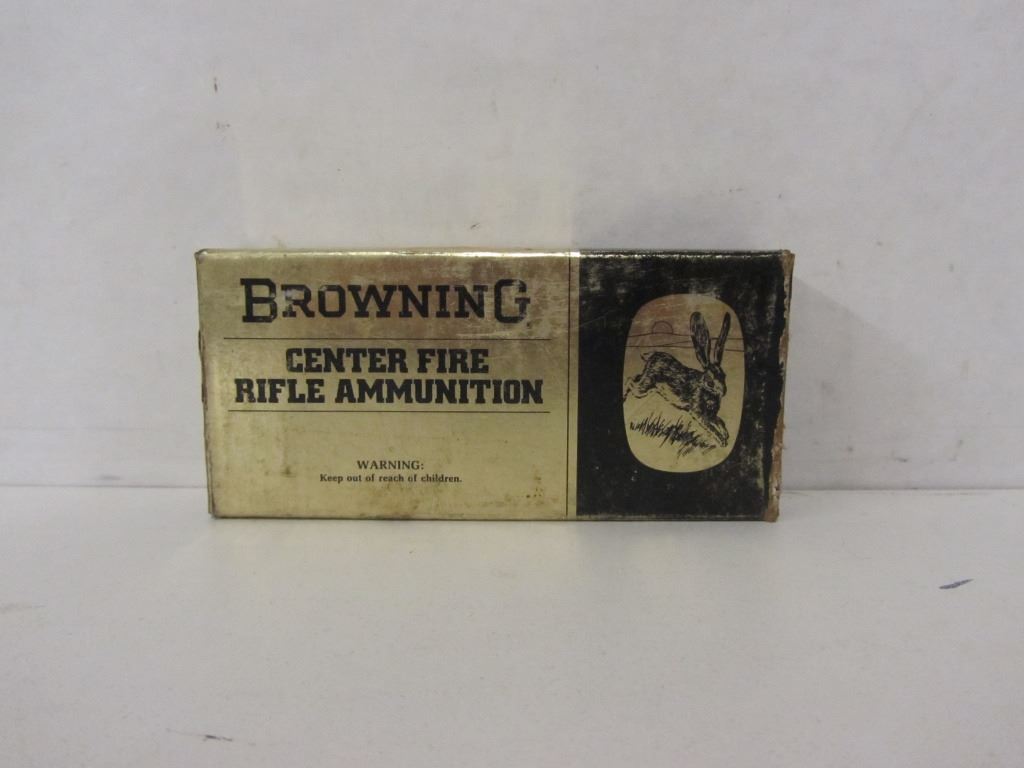 BROWNING
CENTER FIRE
RIFLE AMMUNITION
WARNING:
Keep out of reach of children.